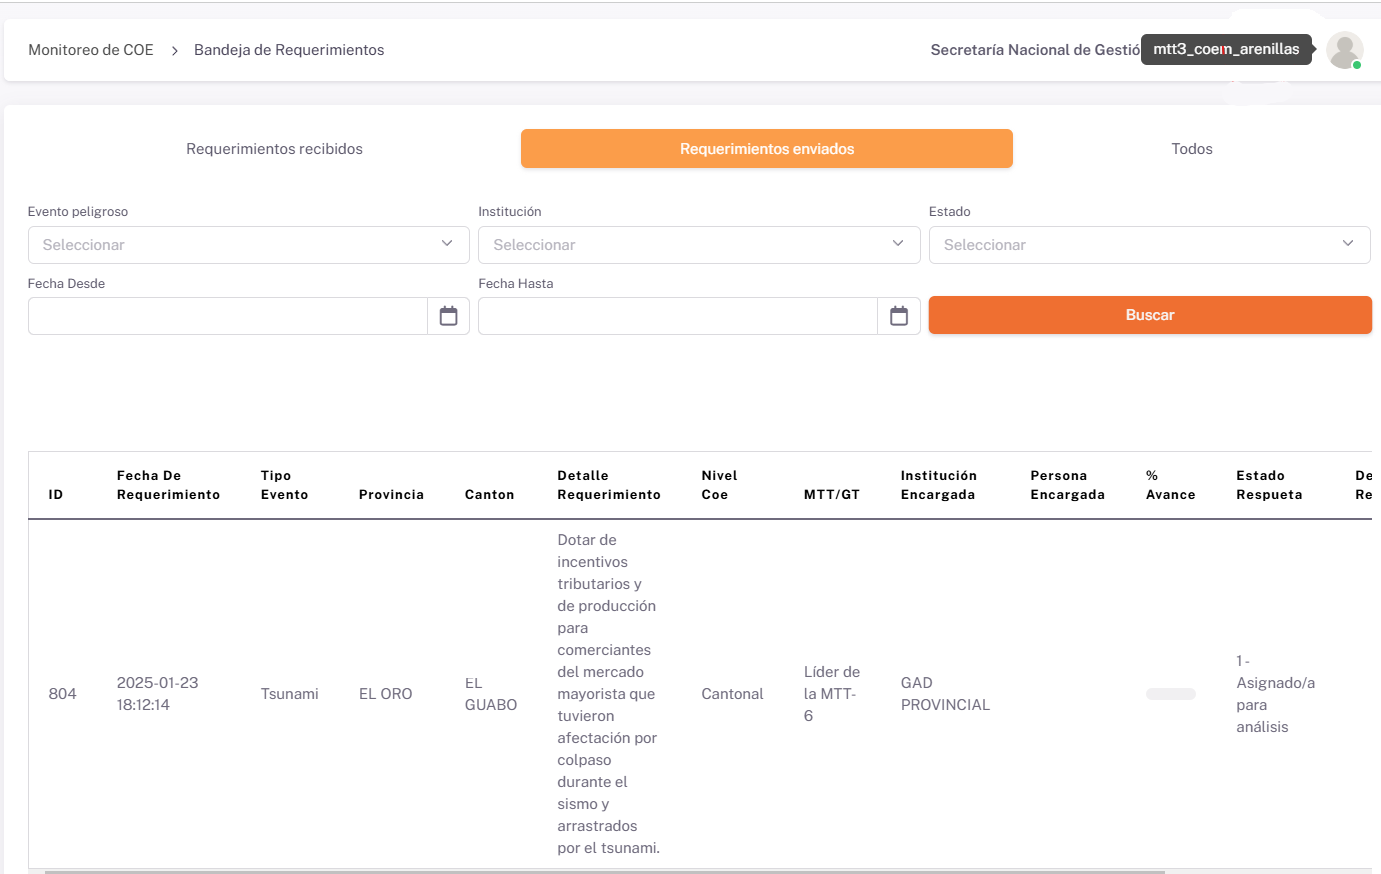 Monitoreo de COE > Bandeja de Requerimientos
Secretaría Nacional de Gestió
mtt3_coem_arenillas
Requerimientos recibidos
Requerimientos enviados
Todos
Evento peligroso
Institución
Estado
Seleccionar
Seleccionar
Seleccionar
Fecha Desde
Fecha Hasta
Buscar
ID
Fecha De
Requerimiento
Tipo
Evento
Provincia
Canton
Detalle
Requerimiento
Nivel
Coe
MTT/GT
Institución
Encargada
Persona
Encargada
%
Avance
Estado
Respueta
De
Re
804
2025-01-23
18:12:14
Tsunami
EL ORO
EL
GUABO
Dotar de
incentivos
tributarios y
de producción
para
comerciantes
del mercado
mayorista que
tuvieron
afectación por
colpaso
durante el
sismo y
arrastrados
por el tsunami.
Cantonal
Líder de
la MTT-
6
GAD
PROVINCIAL
1 -
Asignado/a
para
análisis